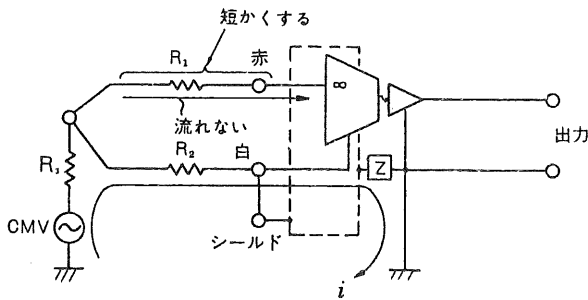 短かくする
R₁
赤
∞
流れない
R₂
白
Z
出力
R₃
CMV
シールド
i